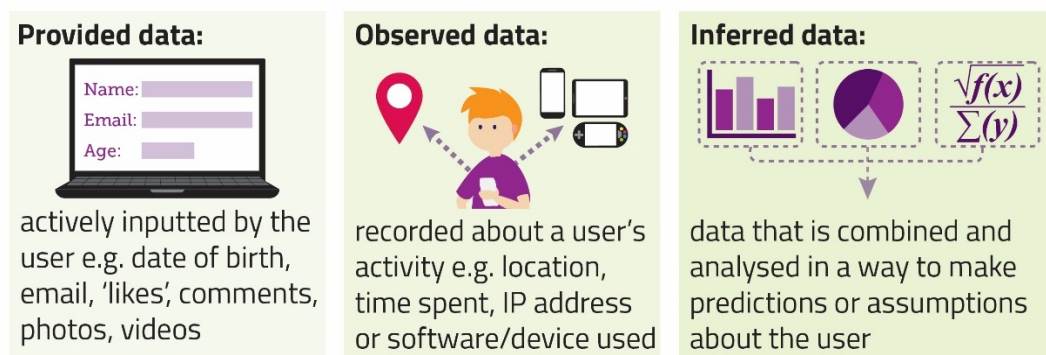 Provided data:
Name:
Email:
Age:
actively inputted by the
user e.g. date of birth,
email, ‘likes’, comments,
photos, videos
Observed data:
recorded about a user’s
activity e.g. location,
time spent, IP address
or software/device used
Inferred data:
√f(x)
∑(y)
data that is combined and
analysed in a way to make
predictions or assumptions
about the user